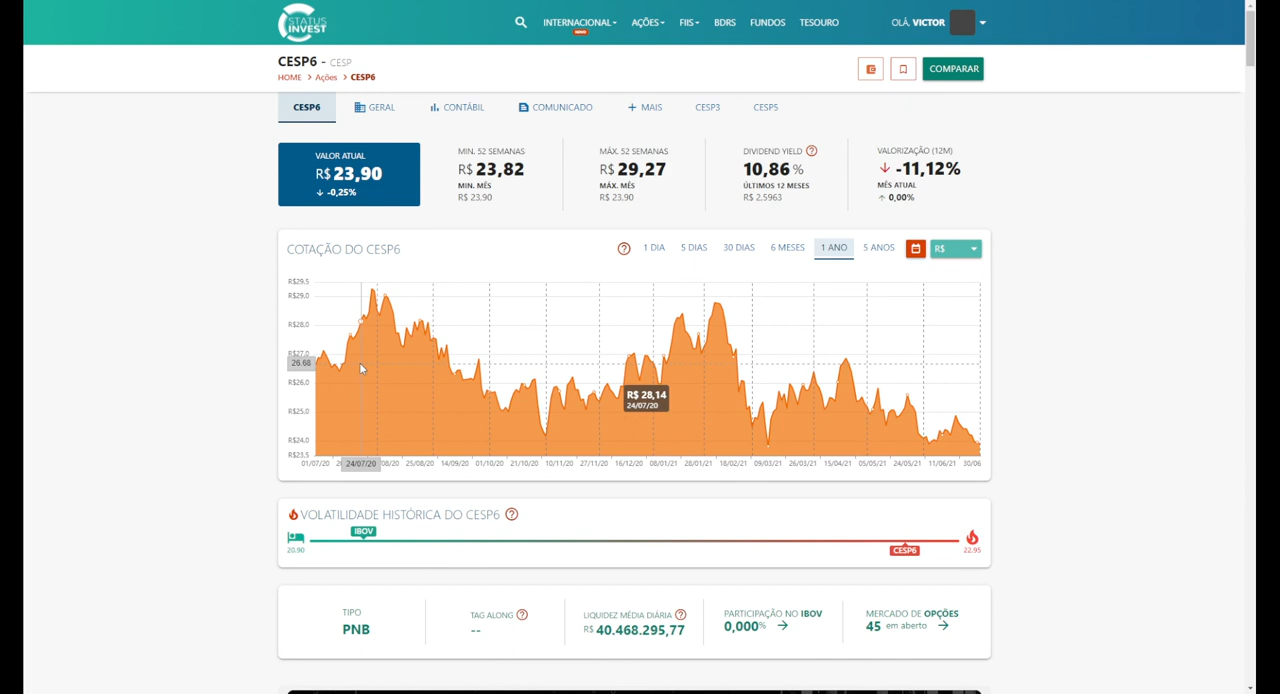 STATUS
INVEST
INTERNACIONAL
NOVO
AÇÕES
FIIS
BDRS
FUNDOS
TESOURO
OLÁ, VICTOR
CESP6 - CESP
HOME > Ações > CESP6
COMPARAR
CESP6
GERAL
CONTÁBIL
COMUNICADO
+ MAIS
CESP3
CESP5
VALOR ATUAL
R$ 23,90
-0,25%
MIN. 52 SEMANAS
R$ 23,82
MIN. MÊS
R$ 23,90
MÁX. 52 SEMANAS
R$ 29,27
MÁX. MÊS
R$ 23,90
DIVIDEND YIELD ?
10,86 %
ÚLTIMOS 12 MESES
R$ 2,5963
VALORIZAÇÃO (12M)
-11,12%
MÊS ATUAL
0,00%
COTAÇÃO DO CESP6
? 1 DIA 5 DIAS 30 DIAS 6 MESES 1 ANO 5 ANOS R$
R$29,5
R$29,0
R$28,0
R$27,0
26.68
R$26,0
R$25,0
R$24,0
R$23,5
R$ 28,14
24/07/20
01/07/20 24/07/20 08/20 25/08/20 14/09/20 01/10/20 21/10/20 10/11/20 27/11/20 16/12/20 08/01/21 28/01/21 18/02/21 09/03/21 26/03/21 15/04/21 05/05/21 24/05/21 11/06/21 30/06
VOLATILIDADE HISTÓRICA DO CESP6 ?
IBOV
20.90
CESP6
22.95
TIPO
PNB
TAG ALONG ?
--
LIQUIDEZ MÉDIA DIÁRIA ?
R$ 40.468.295,77
PARTICIPAÇÃO NO IBOV
0,000% →
MERCADO DE OPÇÕES
45 em aberto →